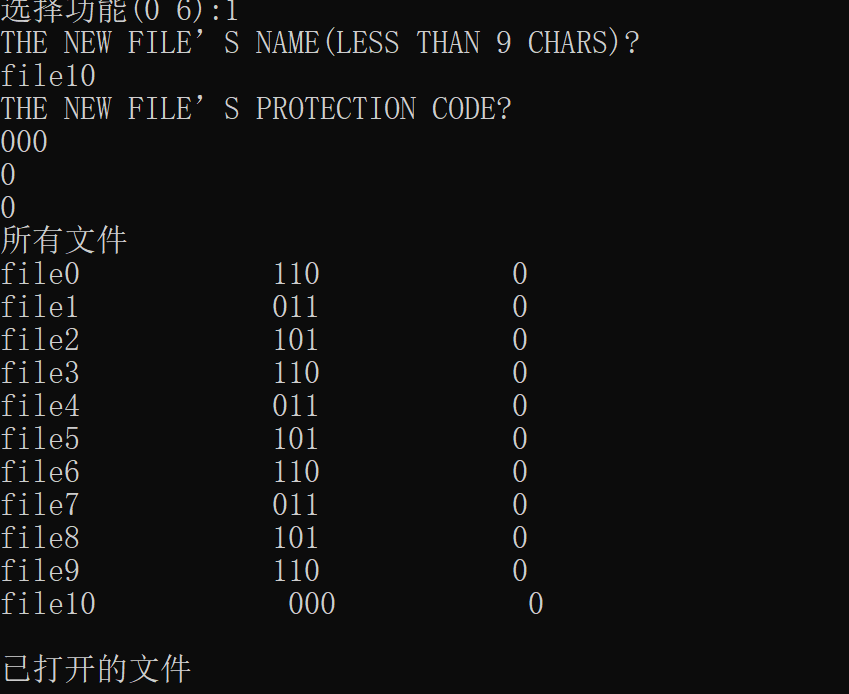 选择功能(0 6):1
THE NEW FILE’S NAME(LESS THAN 9 CHARS)?
file10
THE NEW FILE’S PROTECTION CODE?
000
0
0
所有文件
file0 110 0
file1 011 0
file2 101 0
file3 110 0
file4 011 0
file5 101 0
file6 110 0
file7 011 0
file8 101 0
file9 110 0
file10 000 0
已打开的文件